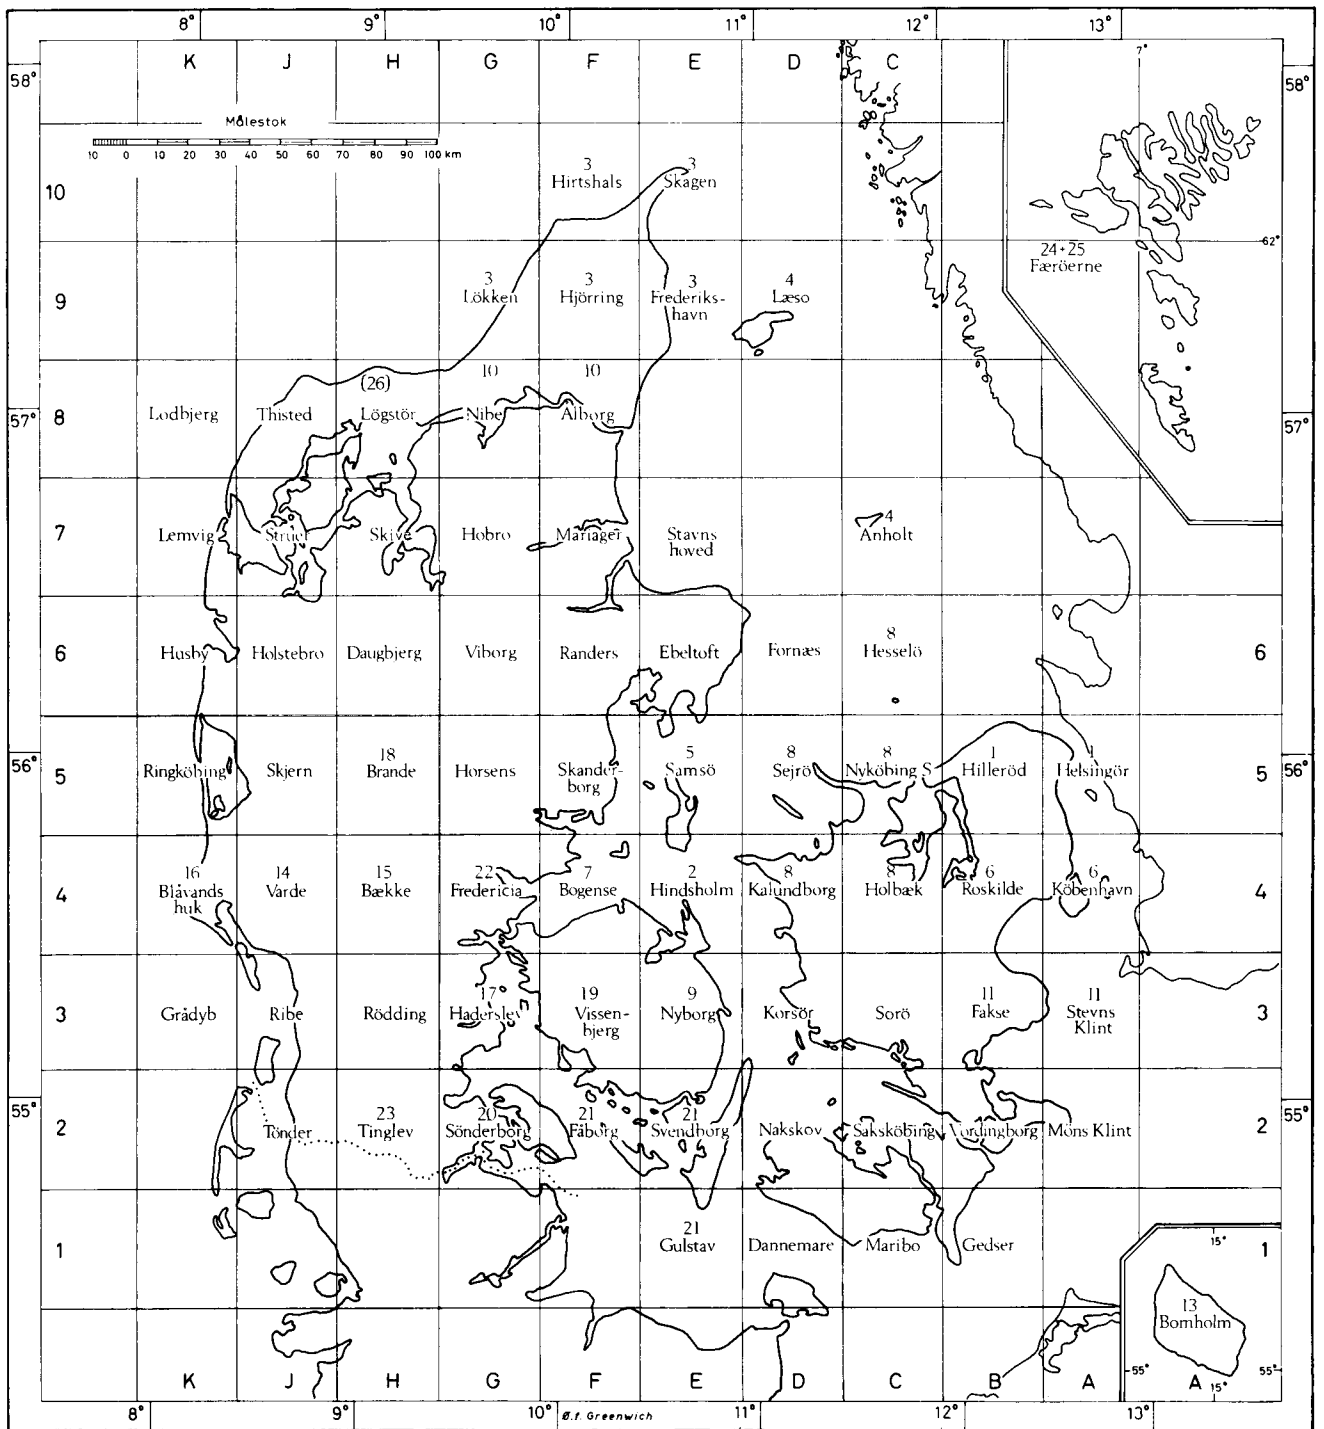 8° 9° 10° 11° 12° 13°
K J H G F E D C 7°
58° 58°
Målestok
10 0 10 20 30 40 50 60 70 80 90 100 km
3 3
10 Hirtshals Skagen
62°
24+25
Færöerne
3 3 3 4
9 Lökken Hjörring Frederiks- Læso
havn
(26) 10 10
57° 8 Lodbjerg Thisted Lögstör Nibe Ålborg 57°
4
7 Lemvig Struer Skive Hobro Mariager Stavns Anholt
hoved
8
6 Husby Holstebro Daugbjerg Viborg Randers Ebeltoft Fornæs Hesselö 6
18 5 8 8 1 1
56° 5 Ringköbing Skjern Brande Horsens Skander- Samsö Sejrö Nyköbing S Hilleröd Helsingör 5 56°
borg
16 14 15 22 7 2 8 8 6 6
4 Blåvands Varde Bække Fredericia Bogense Hindsholm Kalundborg Holbæk Roskilde Köbenhavn 4
huk
17 19 9 11 11
3 Grådyb Ribe Rödding Haderslev Vissen- Nyborg Korsör Sorö Fakse Stevns 3
bjerg Klint
55° 55°
23 20 21 21
2 Tönder Tinglev Sönderborg Fåborg Svendborg Nakskov Saksköbing Vordingborg Möns Klint 2
21
1 Gulstav Dannemare Maribo Gedser 15° 1
13
Bornholm
55° 55°
K J H G F E D C B A A 15°
8° 9° 10° Ø.f. Greenwich 11° 12° 13°